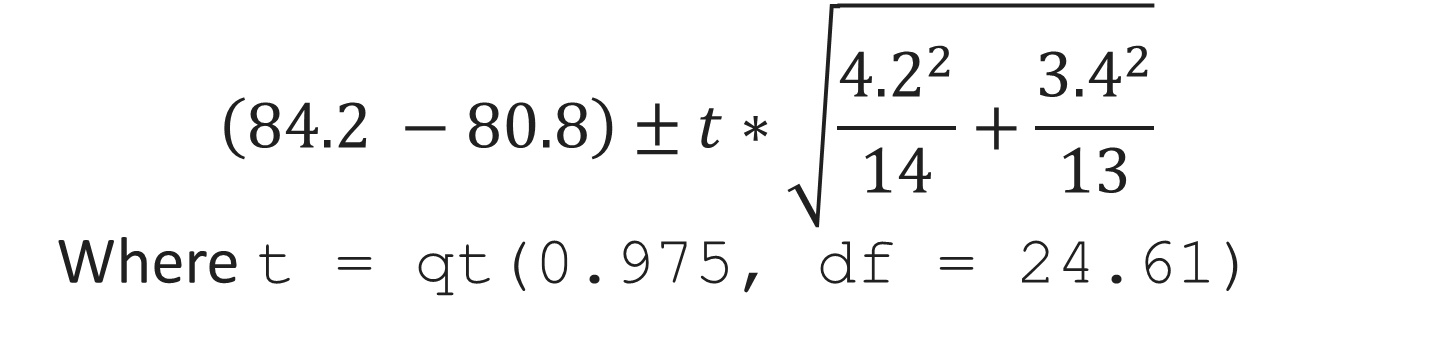 (84.2 − 80.8) ± t * √(4.2²/14 + 3.4²/13)
Where t = qt(0.975, df = 24.61)